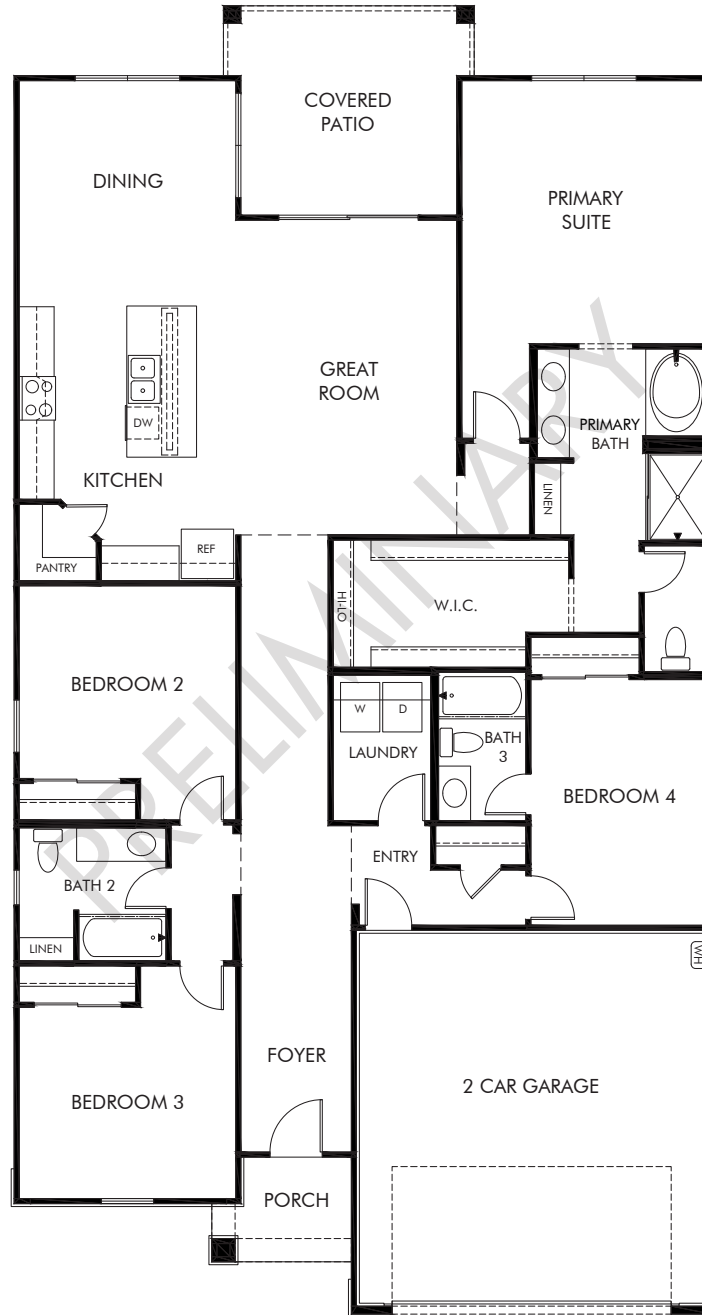 COVERED
PATIO
DINING
PRIMARY
SUITE
GREAT
ROOM
DW
PRIMARY
BATH
KITCHEN
LINEN
PANTRY
REF
HI-LO
W.I.C.
BEDROOM 2
W
D
LAUNDRY
BATH
3
BEDROOM 4
ENTRY
BATH 2
LINEN
WH
FOYER
2 CAR GARAGE
BEDROOM 3
PORCH
PRELIMINARY